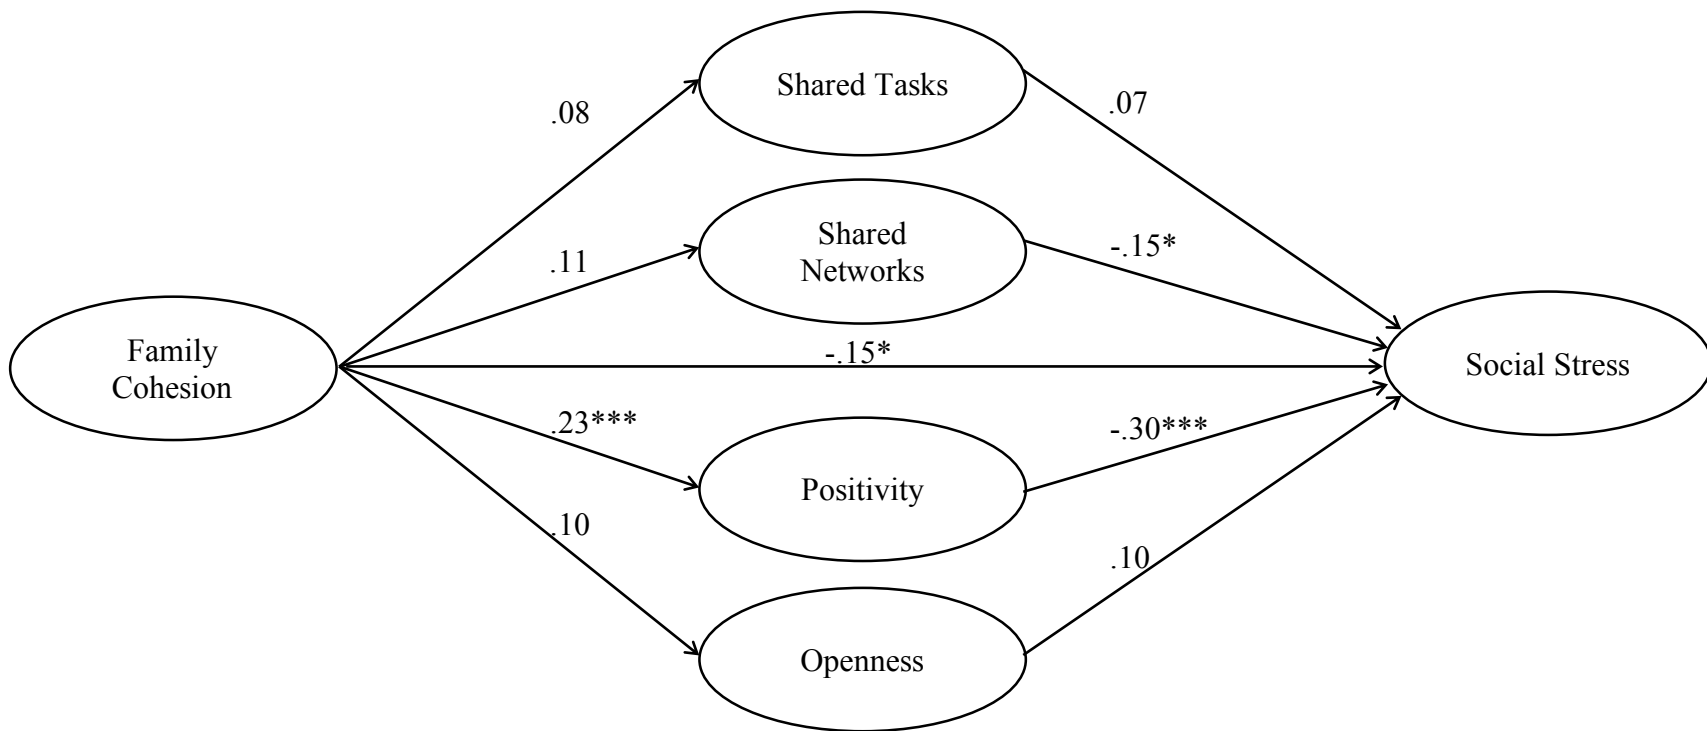 Shared Tasks
.08
.07
Shared
Networks
.11
-.15*
Family
Cohesion
-.15*
Social Stress
.23***
-.30***
Positivity
.10
.10
Openness